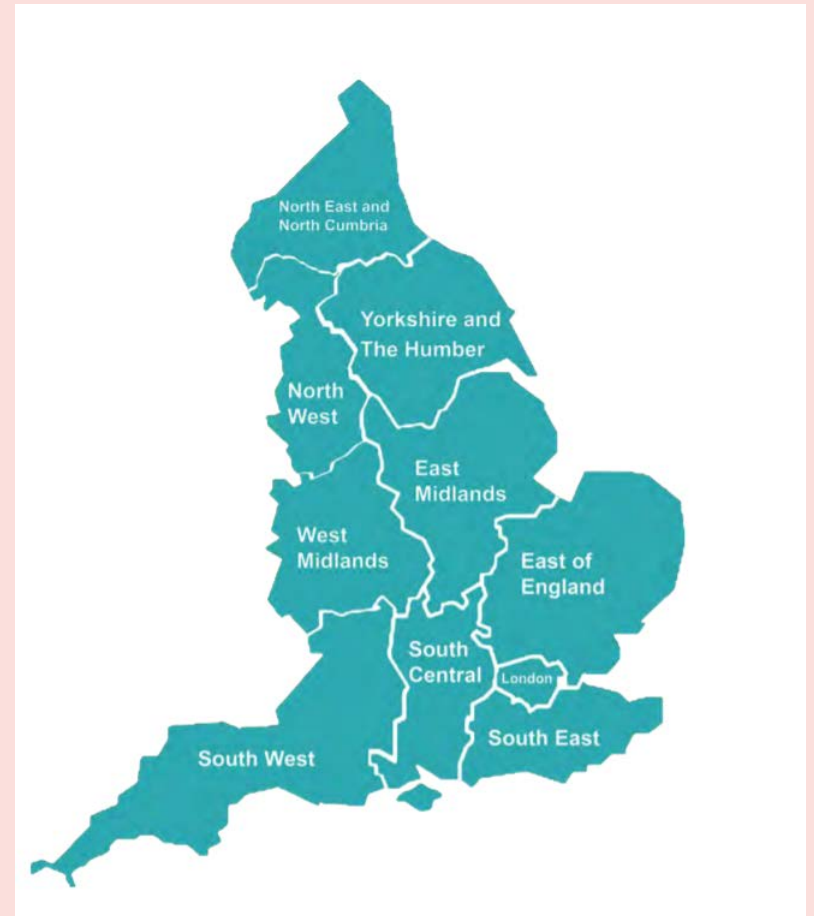 North East and
North Cumbria
Yorkshire and
The Humber
North
West
East
Midlands
West
Midlands
East of
England
South
Central
London
South East
South West